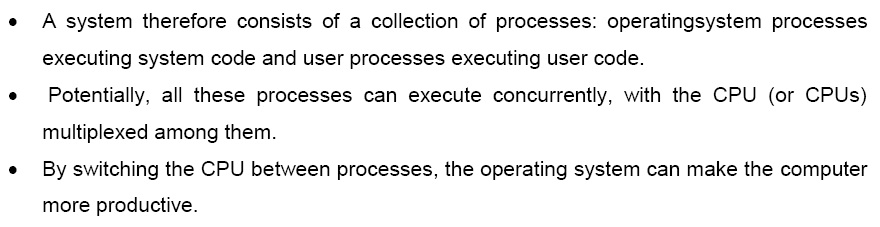 • A system therefore consists of a collection of processes: operatingsystem processes
executing system code and user processes executing user code.
• Potentially, all these processes can execute concurrently, with the CPU (or CPUs)
multiplexed among them.
• By switching the CPU between processes, the operating system can make the computer
more productive.